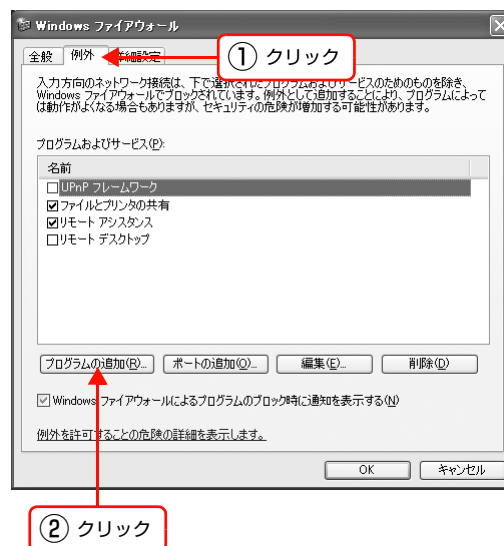 Windows ファイアウォール
全般 例外 詳細設定
① クリック
入力方向のネットワーク接続は、下で選択されたプログラムおよびサービスのためのものを除き、
Windows ファイアウォールでブロックされています。例外として追加することにより、プログラムによって
は動作がよくなる場合もありますが、セキュリティの危険が増加する可能性があります。
プログラムおよびサービス(P):
名前
UPnP フレームワーク
ファイルとプリンタの共有
リモート アシスタンス
リモート デスクトップ
プログラムの追加(R)... ポートの追加(O)... 編集(E)... 削除(D)
Windows ファイアウォールによるプログラムのブロック時に通知を表示する(N)
例外を許可することの危険の詳細を表示します。
OK キャンセル
② クリック